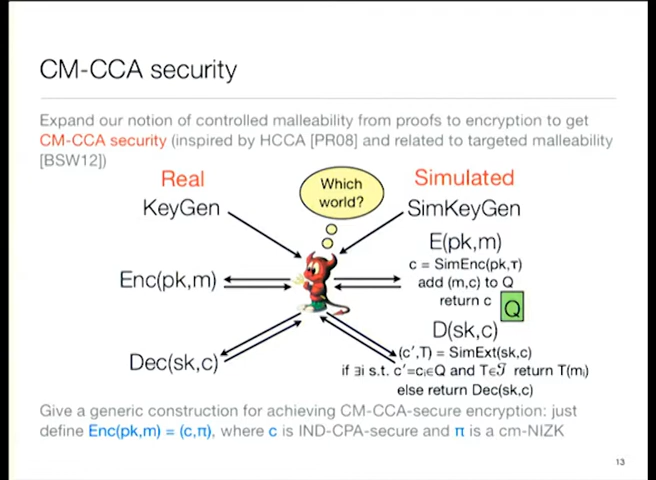 CM-CCA security
Expand our notion of controlled malleability from proofs to encryption to get
CM-CCA security (inspired by HCCA [PR08] and related to targeted malleability
[BSW12])
Real
Which
world?
Simulated
KeyGen
SimKeyGen
Enc(pk,m)
E(pk,m)
c = SimEnc(pk,τ)
add (m,c) to Q
return c
Q
Dec(sk,c)
D(sk,c)
(c′,T) = SimExt(sk,c)
if ∃i s.t. c′=cᵢ∈Q and T∈𝒯 return T(mᵢ)
else return Dec(sk,c)
Give a generic construction for achieving CM-CCA-secure encryption: just
define Enc(pk,m) = (c,π), where c is IND-CPA-secure and π is a cm-NIZK
13